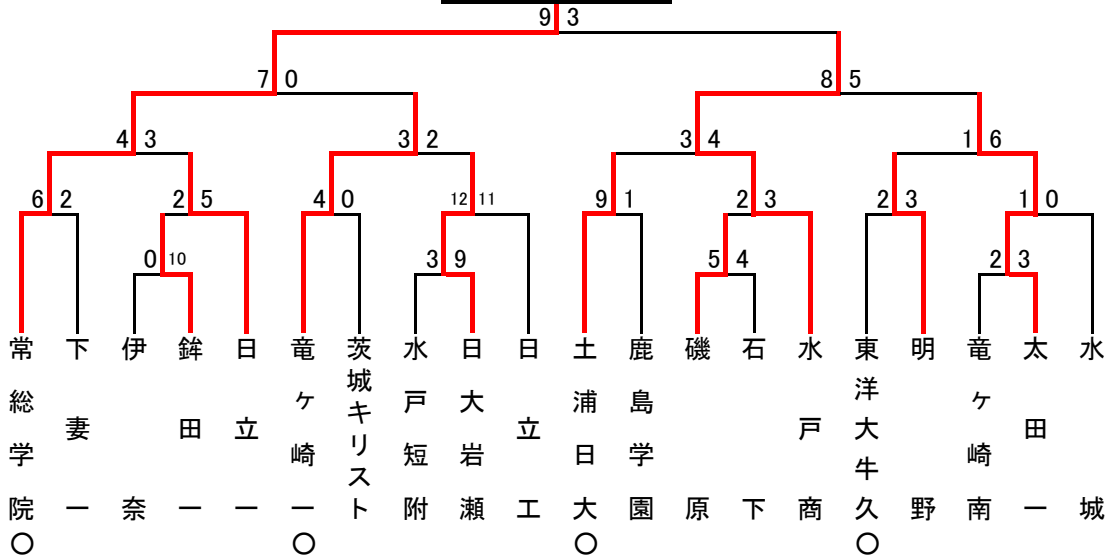 9 3
7 0
8 5
4 3
3 2
3 4
1 6
6 2
2 5
4 0
12 11
9 1
2 3
2 3
1 0
0 10
3 9
5 4
2 3
常総学院
下妻一
伊奈
鉾田一
日立一
竜ヶ崎一
茨城キリスト
水戸短附
日大岩瀬
日立工
土浦日大
鹿島学園
磯原
石下
水戸商
東洋大牛久
明野
竜ヶ崎南
太田一
水城
○
○
○
○